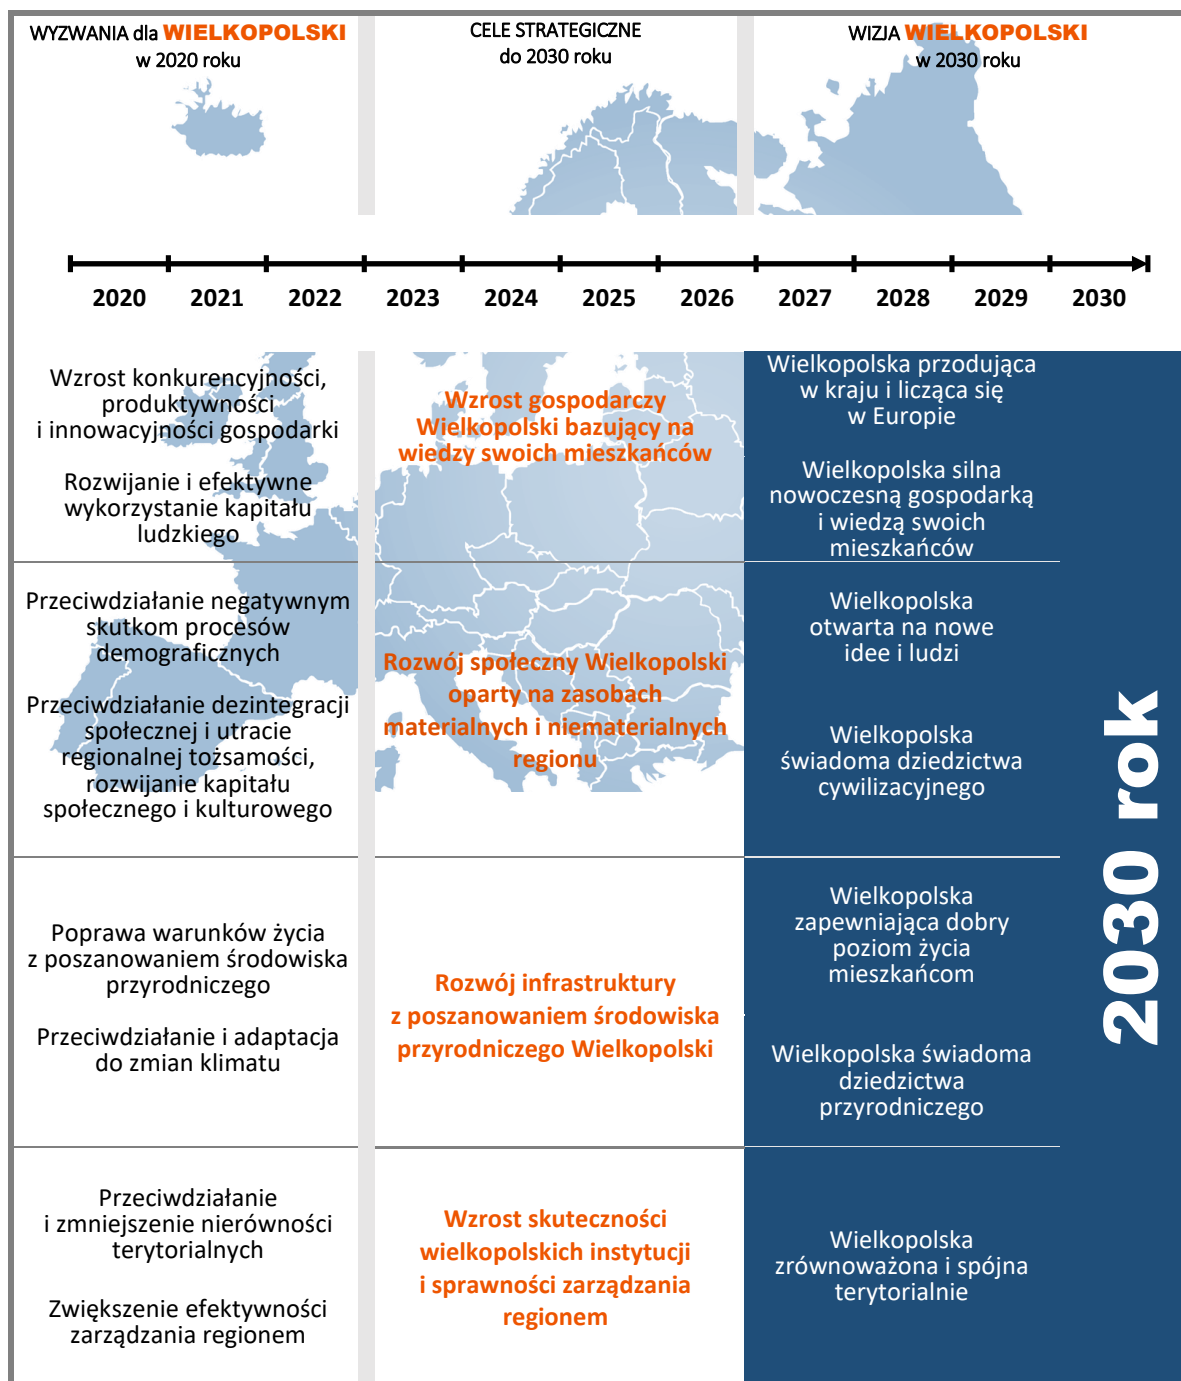 WYZWANIA dla WIELKOPOLSKI
w 2020 roku
CELE STRATEGICZNE
do 2030 roku
WIZJA WIELKOPOLSKI
w 2030 roku
2020 2021 2022 2023 2024 2025 2026 2027 2028 2029 2030
Wzrost konkurencyjności,
produktywności
i innowacyjności gospodarki
Rozwijanie i efektywne
wykorzystanie kapitału
ludzkiego
Wzrost gospodarczy
Wielkopolski bazujący na
wiedzy swoich mieszkańców
Wielkopolska przodująca
w kraju i licząca się
w Europie
Wielkopolska silna
nowoczesną gospodarką
i wiedzą swoich
mieszkańców
Przeciwdziałanie negatywnym
skutkom procesów
demograficznych
Przeciwdziałanie dezintegracji
społecznej i utracie
regionalnej tożsamości,
rozwijanie kapitału
społecznego i kulturowego
Rozwój społeczny Wielkopolski
oparty na zasobach
materialnych i niematerialnych
regionu
Wielkopolska
otwarta na nowe
idee i ludzi
Wielkopolska
świadoma dziedzictwa
cywilizacyjnego
Poprawa warunków życia
z poszanowaniem środowiska
przyrodniczego
Przeciwdziałanie i adaptacja
do zmian klimatu
Rozwój infrastruktury
z poszanowaniem środowiska
przyrodniczego Wielkopolski
Wielkopolska
zapewniająca dobry
poziom życia
mieszkańcom
Wielkopolska świadoma
dziedzictwa
przyrodniczego
Przeciwdziałanie
i zmniejszenie nierówności
terytorialnych
Zwiększenie efektywności
zarządzania regionem
Wzrost skuteczności
wielkopolskich instytucji
i sprawności zarządzania
regionem
Wielkopolska
zrównoważona i spójna
terytorialnie
2030 rok